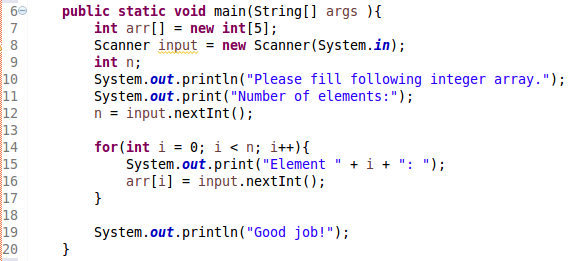 6 public static void main(String[] args ){
7 int arr[] = new int[5];
8 Scanner input = new Scanner(System.in);
9 int n;
10 System.out.println("Please fill following integer array.");
11 System.out.print("Number of elements:");
12 n = input.nextInt();
13
14 for(int i = 0; i < n; i++){
15 System.out.print("Element " + i + ": ");
16 arr[i] = input.nextInt();
17 }
18
19 System.out.println("Good job!");
20 }